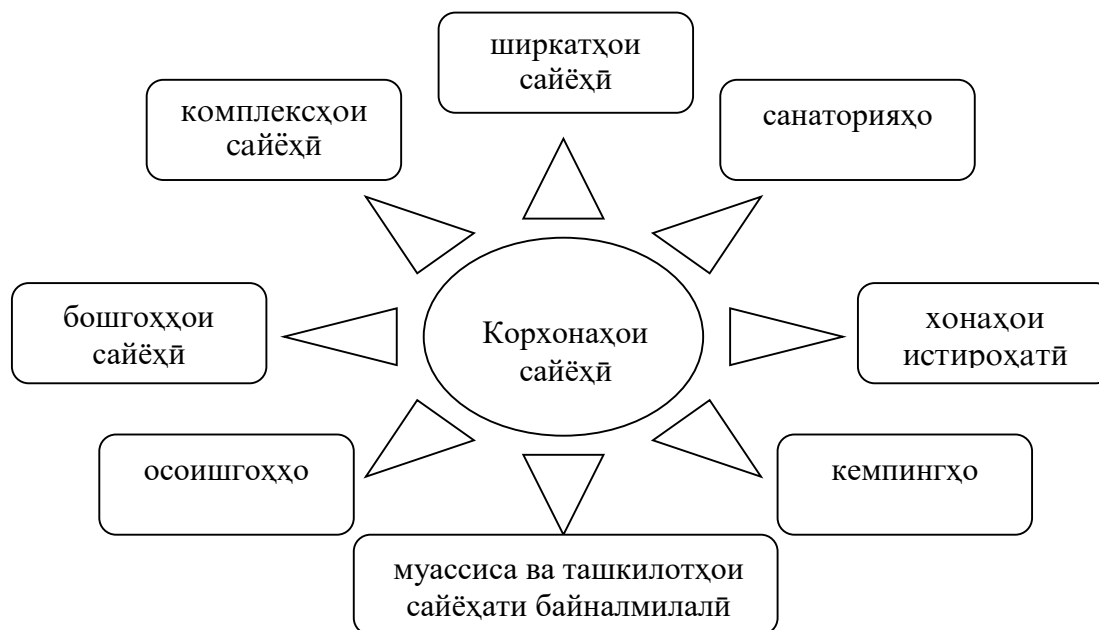 ширкатҳои
сайёҳӣ
комплексҳои
сайёҳӣ
санаторияҳо
бошгоҳҳои
сайёҳӣ
Корхонаҳои
сайёҳӣ
хонаҳои
истироҳатӣ
осоишгоҳҳо
кемпингҳо
муассиса ва ташкилотҳои
сайёҳати байналмилалӣ